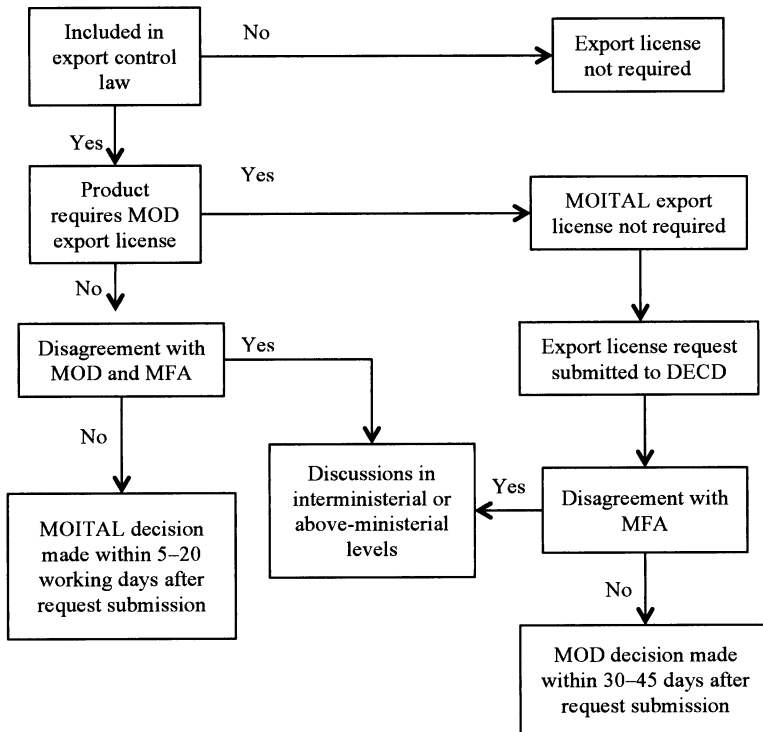 Included in
export control
law
No
Export license
not required
Yes
Product
requires MOD
export license
Yes
MOITAL export
license not required
No
Disagreement with
MOD and MFA
Yes
Export license request
submitted to DECD
No
Discussions in
interministerial or
above-ministerial
levels
Yes
Disagreement with
MFA
MOITAL decision
made within 5–20
working days after
request submission
No
MOD decision made
within 30–45 days after
request submission